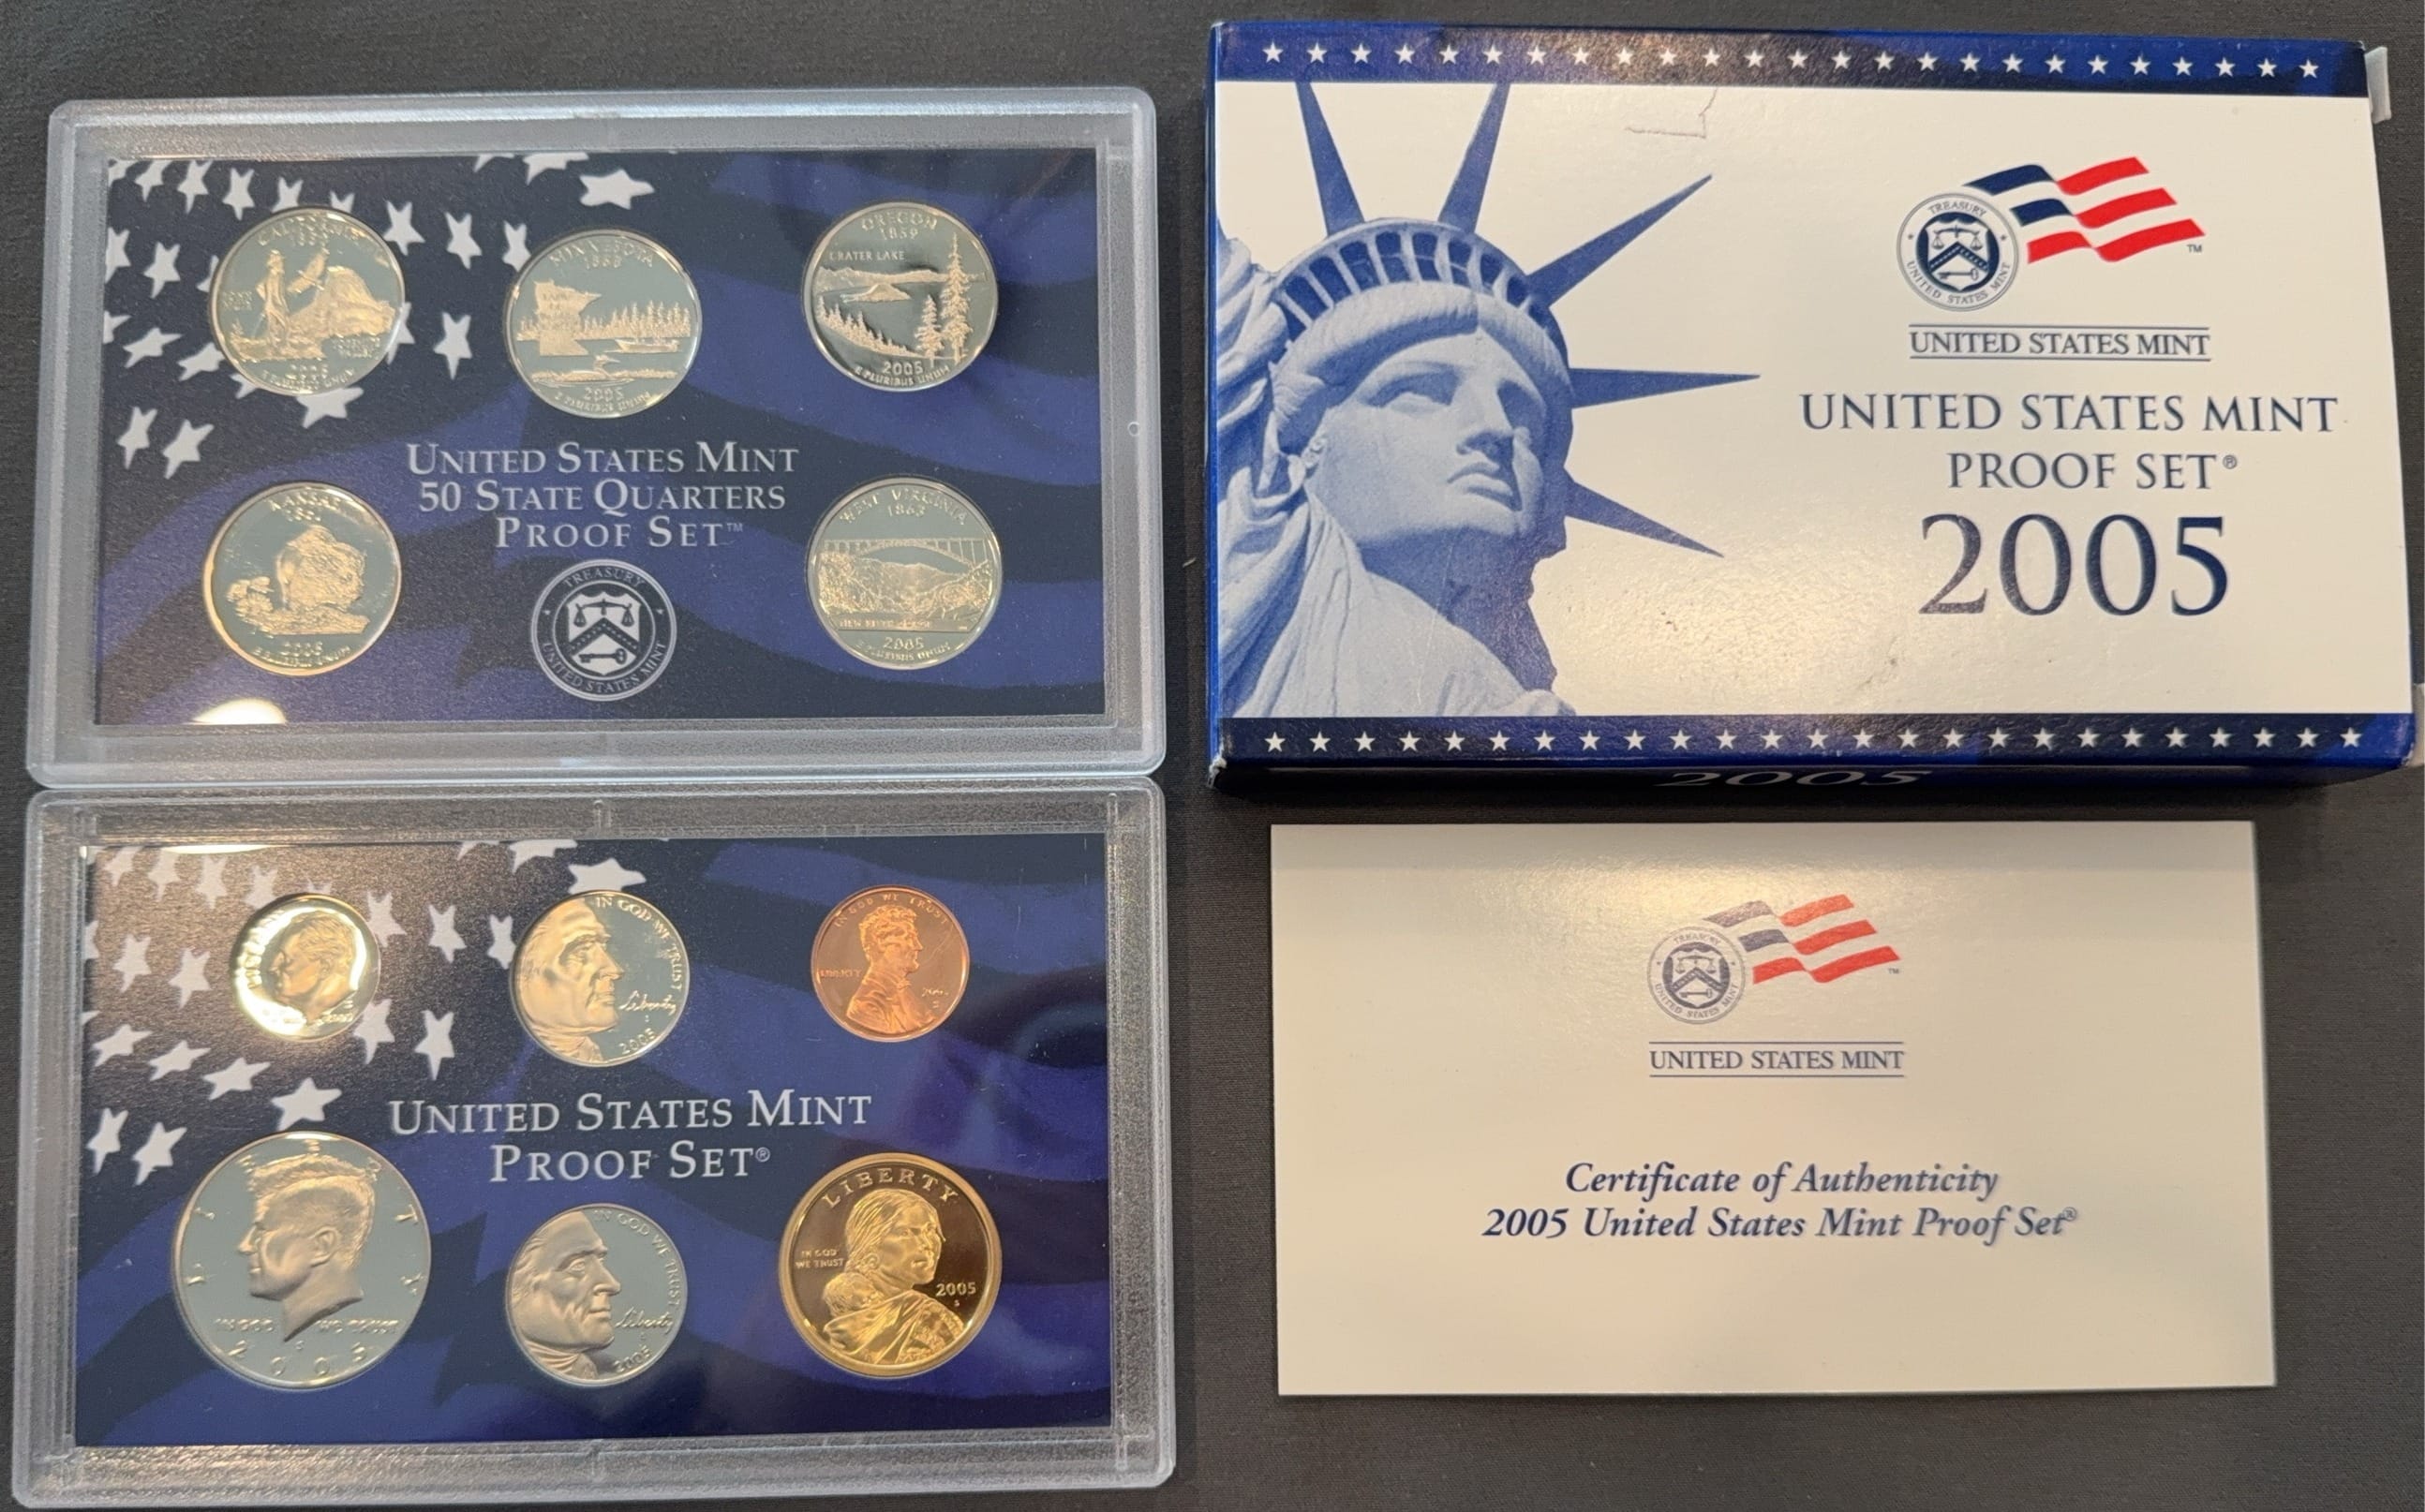 CALIFORNIA
1850
YOSEMITE
VALLEY
2005
E PLURIBUS UNUM
MINNESOTA
1858
2005
E PLURIBUS UNUM
OREGON
1859
CRATER LAKE
2005
E PLURIBUS UNUM
UNITED STATES MINT
50 STATE QUARTERS
PROOF SET™
TREASURY
UNITED STATES MINT
KANSAS
1861
2005
E PLURIBUS UNUM
WEST VIRGINIA
1863
NEW RIVER GORGE
2005
E PLURIBUS UNUM
TREASURY
UNITED STATES MINT
™
UNITED STATES MINT
UNITED STATES MINT
PROOF SET®
2005
2005
IN GOD WE TRUST
Liberty
S
2005
IN GOD WE TRUST
LIBERTY
S
UNITED STATES MINT
PROOF SET®
LIBERTY
IN GOD WE TRUST
S
2005
IN GOD WE TRUST
Liberty
S
2005
LIBERTY
IN GOD
WE TRUST
2005
S
TREASURY
UNITED STATES MINT
™
UNITED STATES MINT
Certificate of Authenticity
2005 United States Mint Proof Set®